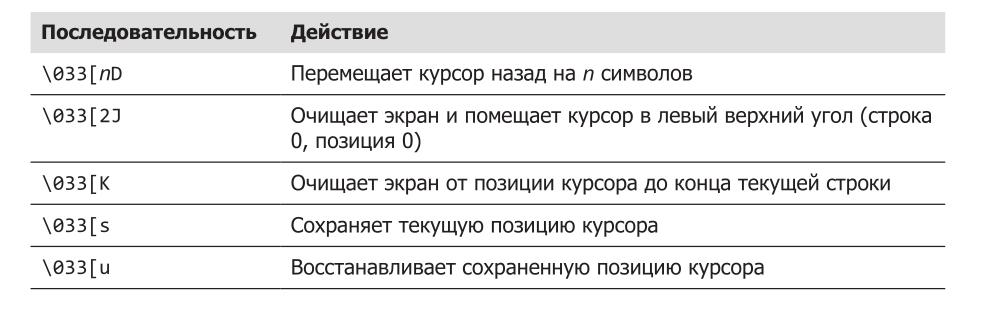 Последовательность Действие
\033[nD Перемещает курсор назад на n символов
\033[2J Очищает экран и помещает курсор в левый верхний угол (строка
0, позиция 0)
\033[K Очищает экран от позиции курсора до конца текущей строки
\033[s Сохраняет текущую позицию курсора
\033[u Восстанавливает сохраненную позицию курсора